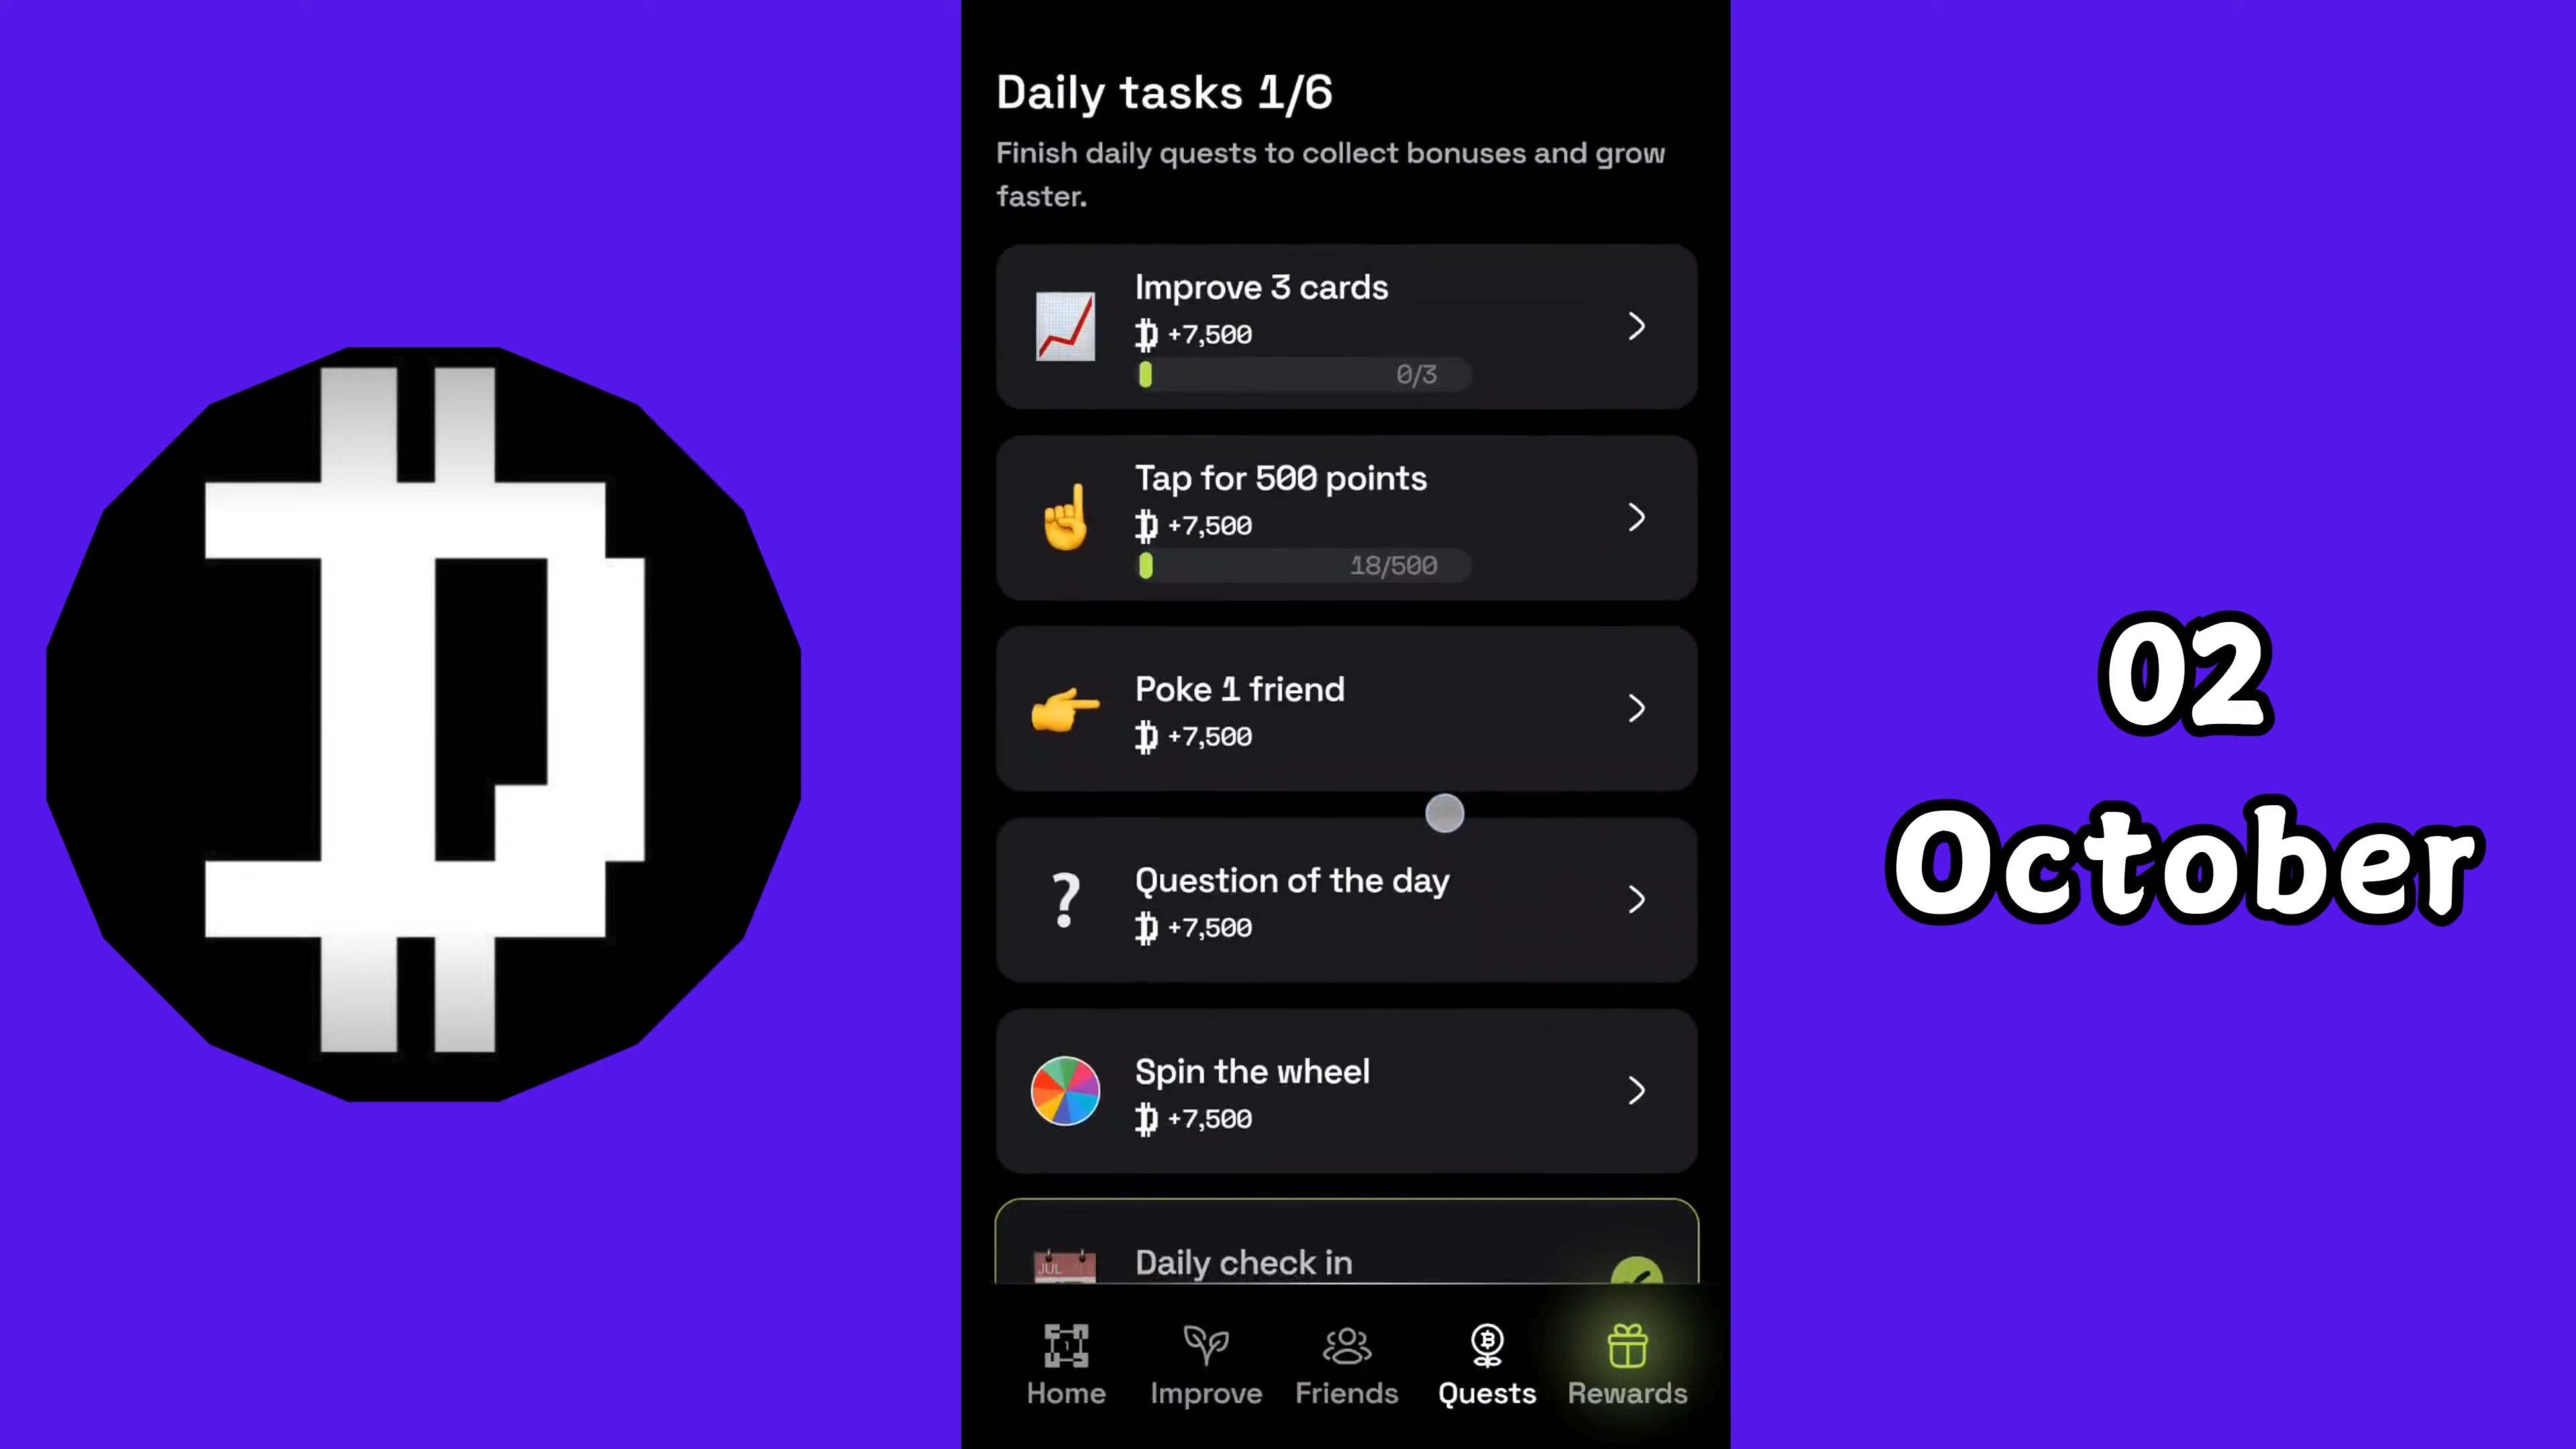 Daily tasks 1/6
Finish daily quests to collect bonuses and grow
faster.
Improve 3 cards
+7,500
0/3
Tap for 500 points
+7,500
18/500
Poke 1 friend
+7,500
Question of the day
+7,500
Spin the wheel
+7,500
Daily check in
JUL
Home
Improve
Friends
Quests
Rewards
02
October